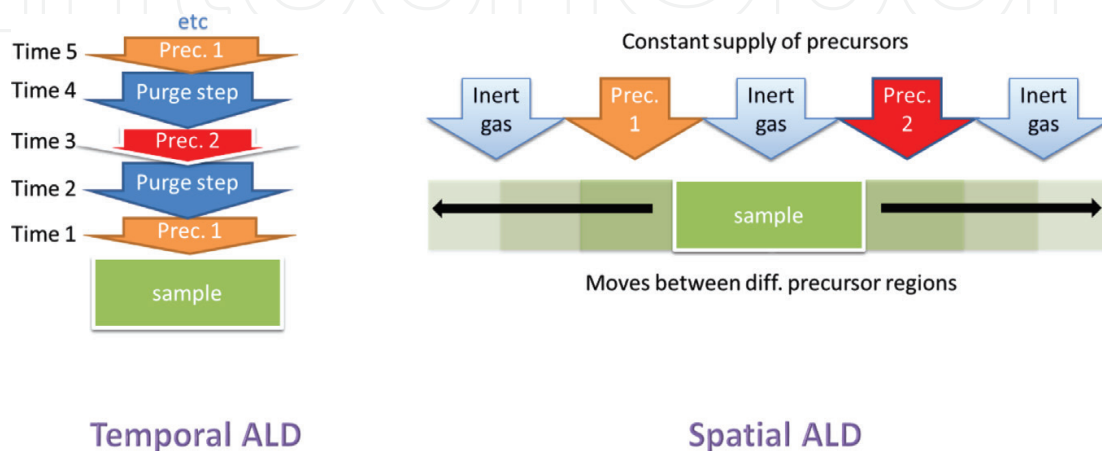 etc
Time 5
Prec. 1
Time 4
Purge step
Time 3
Prec. 2
Time 2
Purge step
Time 1
Prec. 1
sample
Temporal ALD
Constant supply of precursors
Inert
gas
Prec.
1
Inert
gas
Prec.
2
Inert
gas
sample
Moves between diff. precursor regions
Spatial ALD